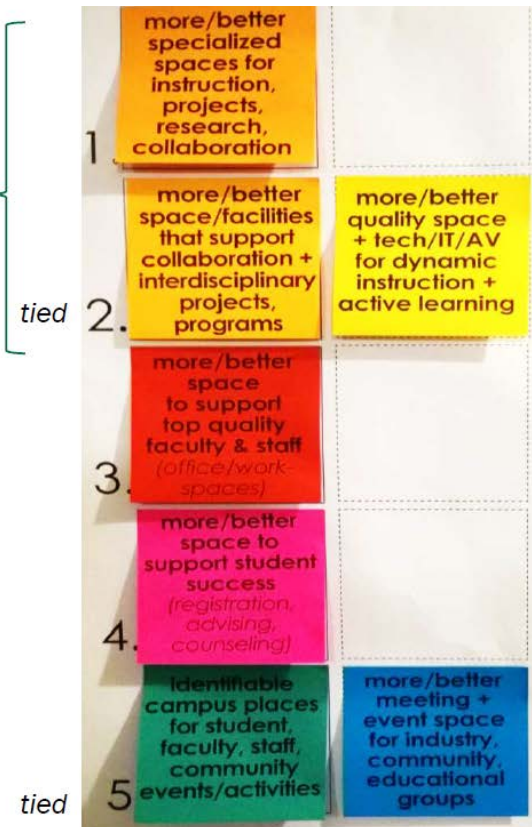 more/better
specialized
spaces for
instruction,
projects,
research,
collaboration
1.
more/better
space/facilities
that support
collaboration +
interdisciplinary
projects,
programs
more/better
quality space
+ tech/IT/AV
for dynamic
instruction +
active learning
tied 2.
more/better
space
to support
top quality
faculty & staff
(office/work-
spaces)
3.
more/better
space to
support student
success
(registration,
advising,
counseling)
4.
identifiable
campus places
for student,
faculty, staff,
community
events/activities
more/better
meeting +
event space
for industry,
community,
educational
groups
tied 5